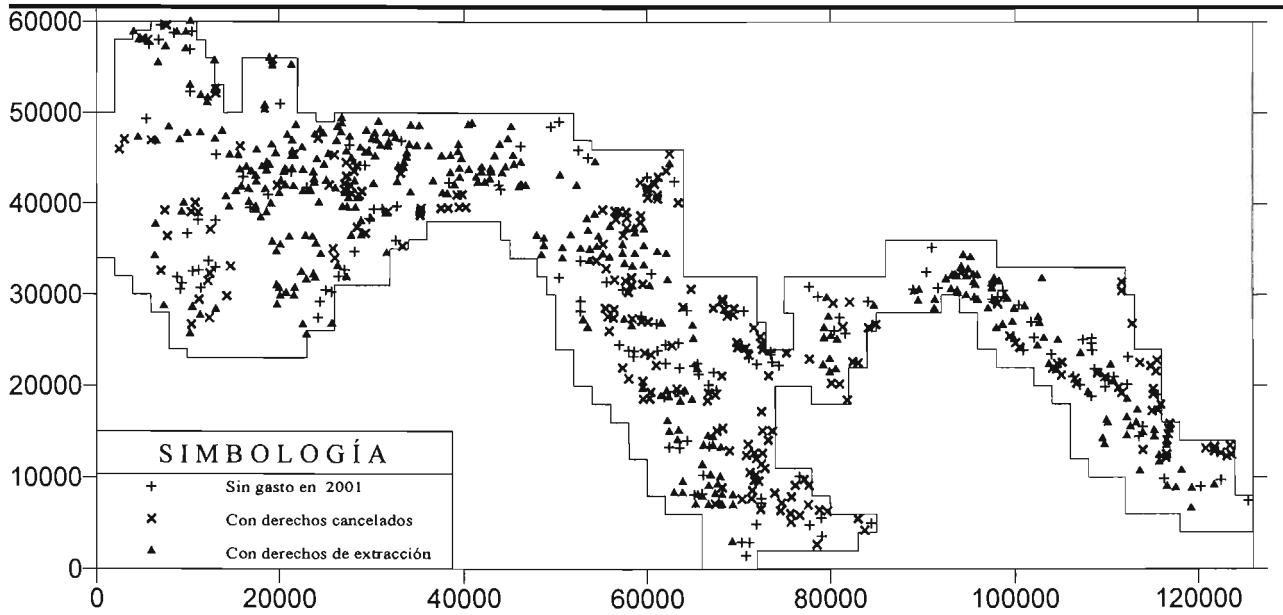 60000
50000
40000
30000
20000
10000
0
SIMBOLOGÍA
+ Sin gasto en 2001
× Con derechos cancelados
▲ Con derechos de extracción
0 20000 40000 60000 80000 100000 120000